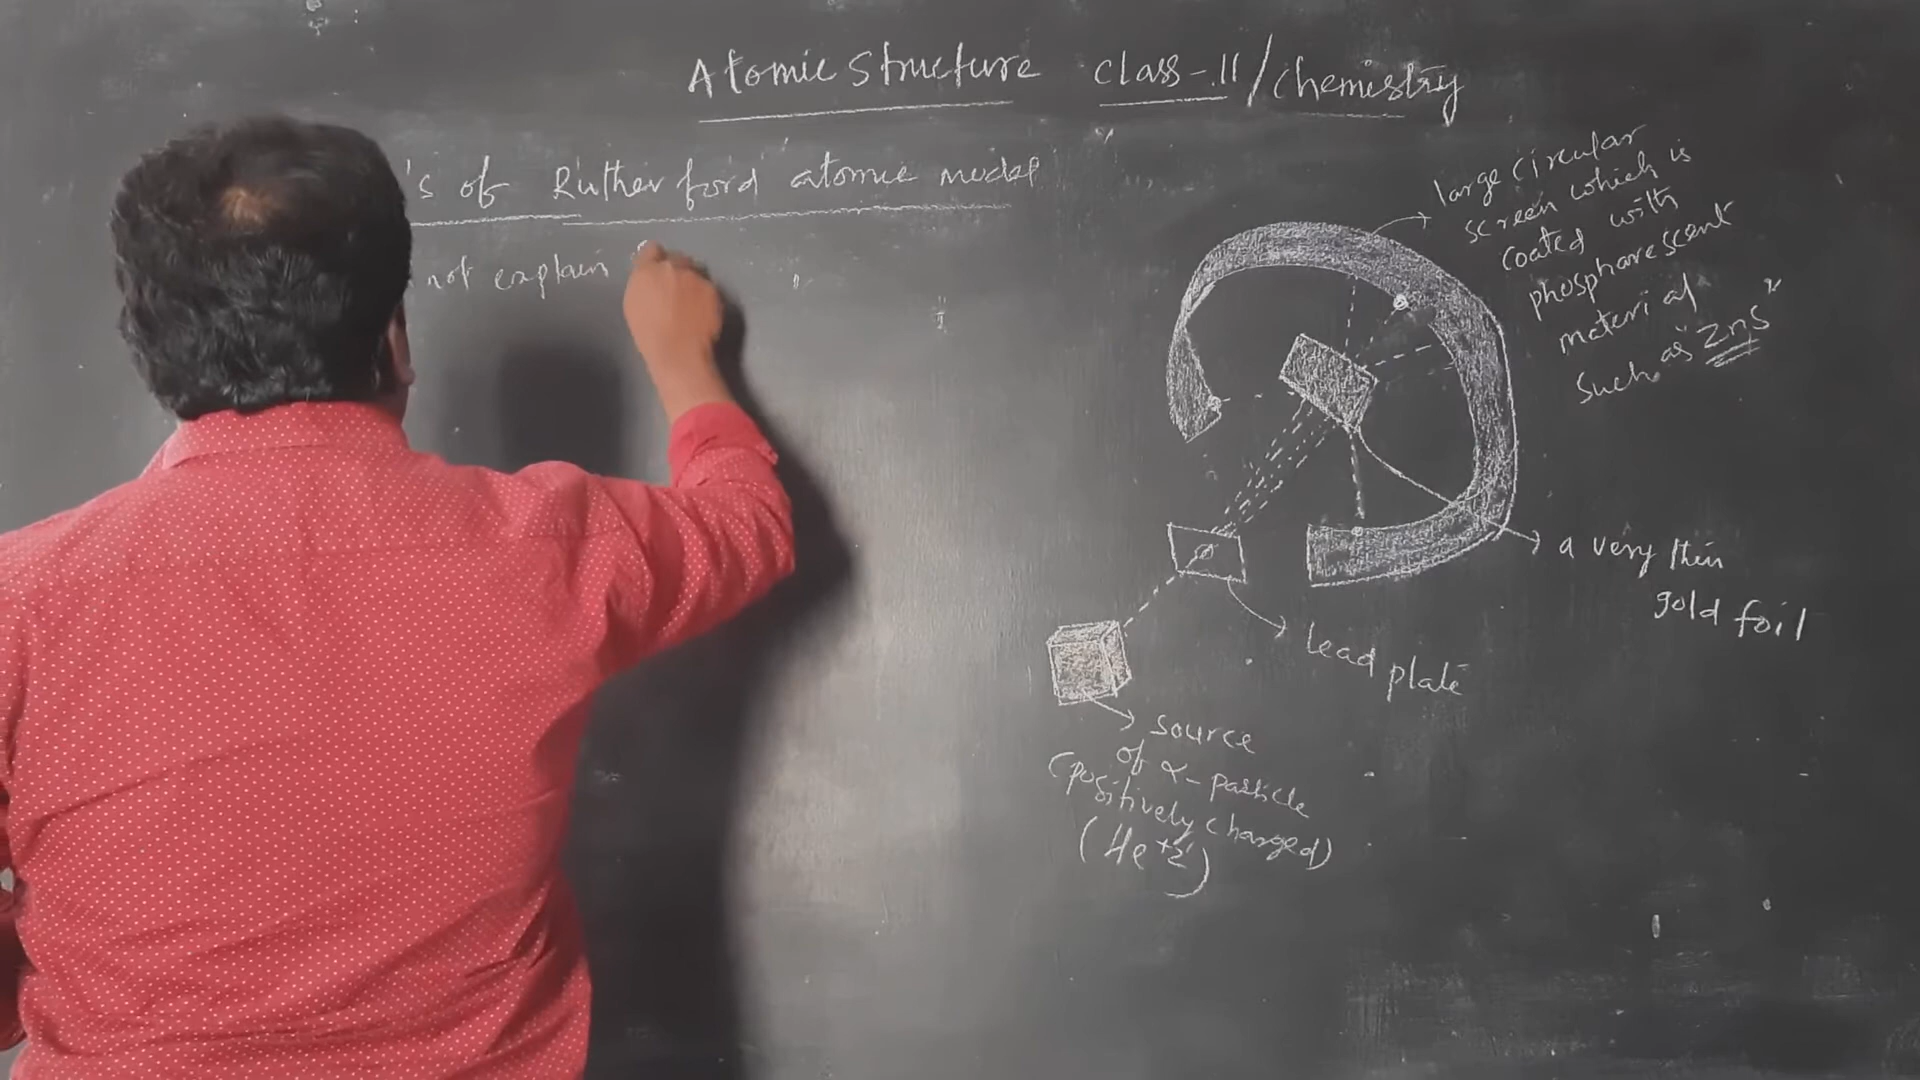 Atomic Structure class-11/chemistry
's of Rutherford atomic model
not explain
large circular
screen which is
coated with
phospharescent
material
such as "ZnS"
a very thin
gold foil
lead plate
source
of α-particle
(positively charged)
(He+2)